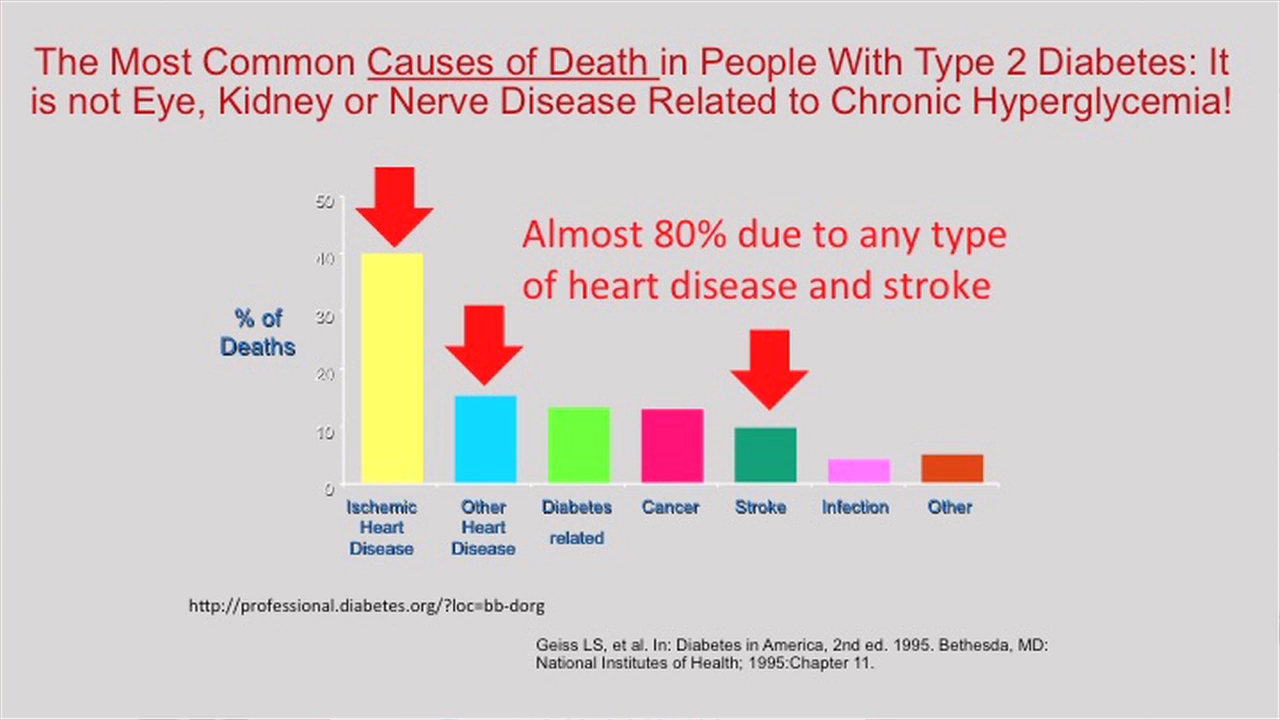 The Most Common Causes of Death in People With Type 2 Diabetes: It
is not Eye, Kidney or Nerve Disease Related to Chronic Hyperglycemia!
Almost 80% due to any type
of heart disease and stroke
% of
Deaths
50
40
30
20
10
0
Ischemic
Heart
Disease
Other
Heart
Disease
Diabetes
related
Cancer
Stroke
Infection
Other
http://professional.diabetes.org/?loc=bb-dorg
Geiss LS, et al. In: Diabetes in America, 2nd ed. 1995. Bethesda, MD:
National Institutes of Health; 1995:Chapter 11.